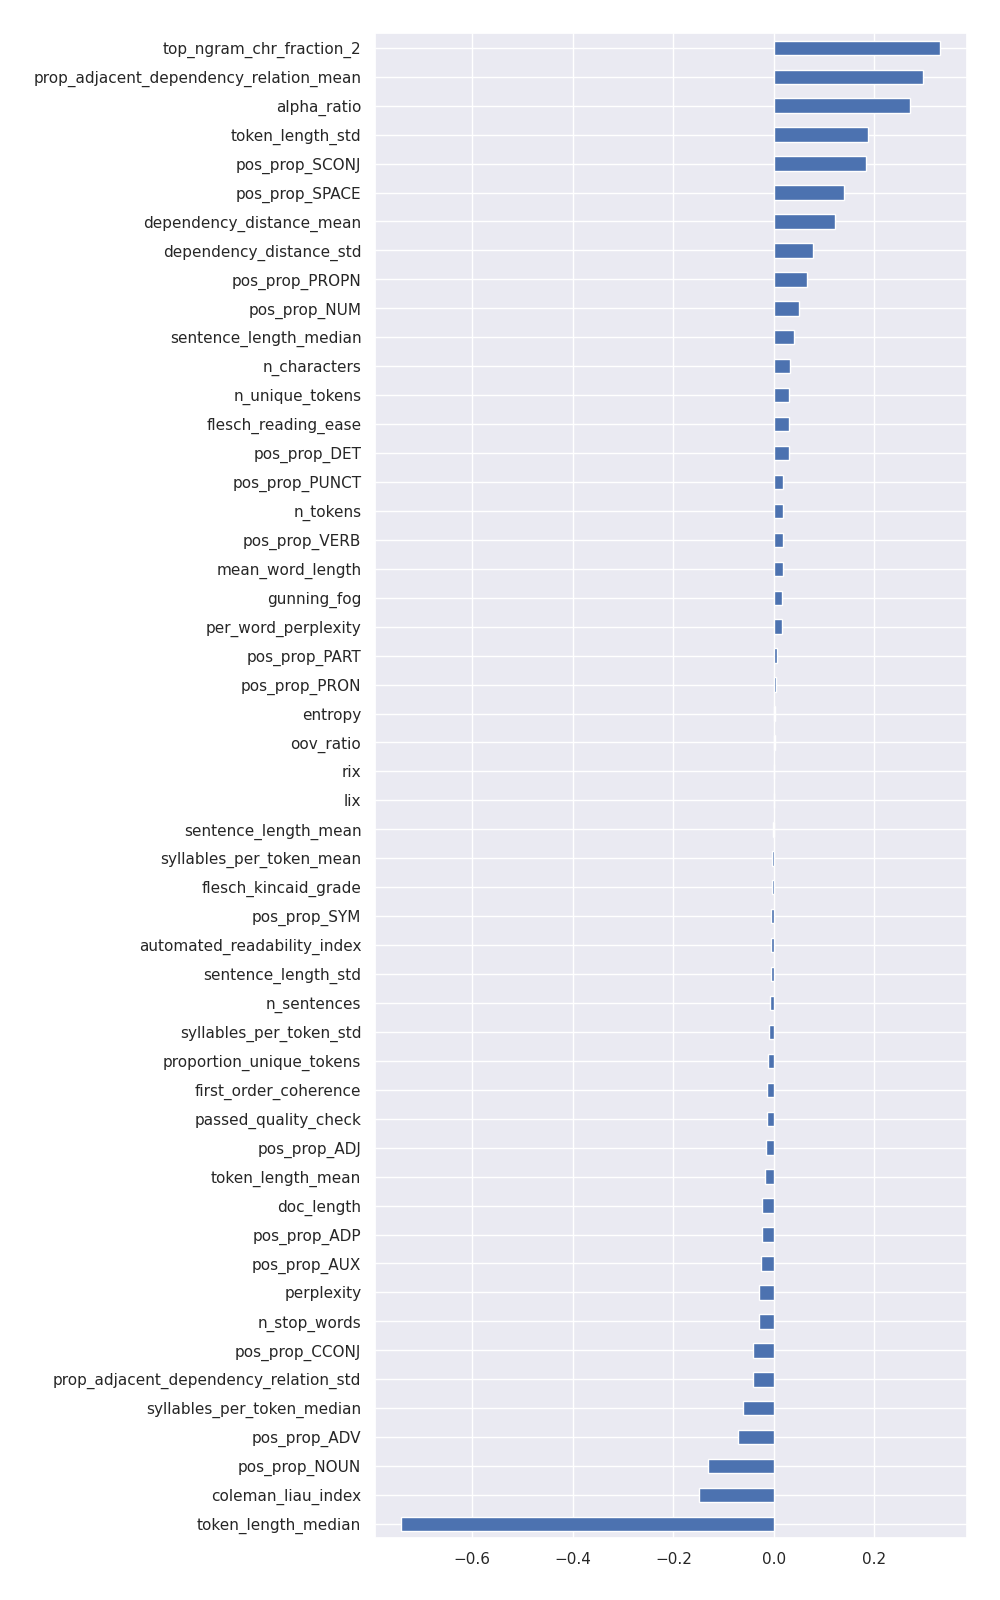 top_ngram_chr_fraction_2
prop_adjacent_dependency_relation_mean
alpha_ratio
token_length_std
pos_prop_SCONJ
pos_prop_SPACE
dependency_distance_mean
dependency_distance_std
pos_prop_PROPN
pos_prop_NUM
sentence_length_median
n_characters
n_unique_tokens
flesch_reading_ease
pos_prop_DET
pos_prop_PUNCT
n_tokens
pos_prop_VERB
mean_word_length
gunning_fog
per_word_perplexity
pos_prop_PART
pos_prop_PRON
entropy
oov_ratio
rix
lix
sentence_length_mean
syllables_per_token_mean
flesch_kincaid_grade
pos_prop_SYM
automated_readability_index
sentence_length_std
n_sentences
syllables_per_token_std
proportion_unique_tokens
first_order_coherence
passed_quality_check
pos_prop_ADJ
token_length_mean
doc_length
pos_prop_ADP
pos_prop_AUX
perplexity
n_stop_words
pos_prop_CCONJ
prop_adjacent_dependency_relation_std
syllables_per_token_median
pos_prop_ADV
pos_prop_NOUN
coleman_liau_index
token_length_median
−0.6 −0.4 −0.2 0.0 0.2